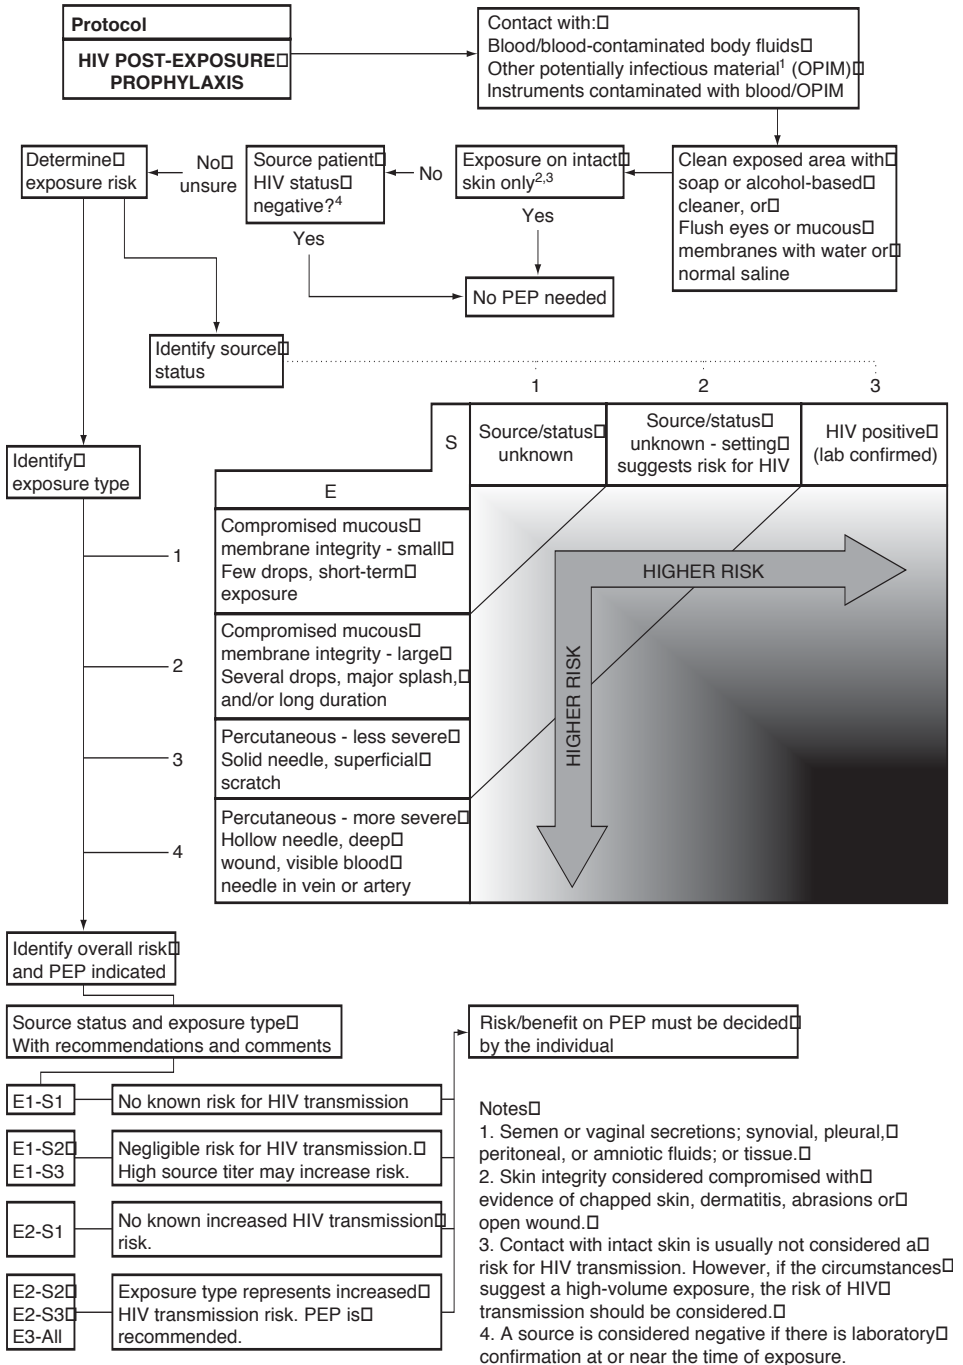 Protocol
HIV POST-EXPOSURE
PROPHYLAXIS
Contact with:
Blood/blood-contaminated body fluids
Other potentially infectious material1 (OPIM)
Instruments contaminated with blood/OPIM
Determine
exposure risk
No
unsure
Source patient
HIV status
negative?4
No
Exposure on intact
skin only2,3
Clean exposed area with
soap or alcohol-based
cleaner, or
Flush eyes or mucous
membranes with water or
normal saline
Yes
Yes
No PEP needed
Identify source
status
1
2
3
S
Source/status
unknown
Source/status
unknown - setting
suggests risk for HIV
HIV positive
(lab confirmed)
Identify
exposure type
E
1
Compromised mucous
membrane integrity - small
Few drops, short-term
exposure
HIGHER RISK
2
Compromised mucous
membrane integrity - large
Several drops, major splash,
and/or long duration
HIGHER RISK
3
Percutaneous - less severe
Solid needle, superficial
scratch
4
Percutaneous - more severe
Hollow needle, deep
wound, visible blood
needle in vein or artery
Identify overall risk
and PEP indicated
Source status and exposure type
With recommendations and comments
Risk/benefit on PEP must be decided
by the individual
E1-S1
No known risk for HIV transmission
E1-S2
E1-S3
Negligible risk for HIV transmission.
High source titer may increase risk.
E2-S1
No known increased HIV transmission
risk.
E2-S2
E2-S3
E3-All
Exposure type represents increased
HIV transmission risk. PEP is
recommended.
Notes
1. Semen or vaginal secretions; synovial, pleural,
peritoneal, or amniotic fluids; or tissue.
2. Skin integrity considered compromised with
evidence of chapped skin, dermatitis, abrasions or
open wound.
3. Contact with intact skin is usually not considered a
risk for HIV transmission. However, if the circumstances
suggest a high-volume exposure, the risk of HIV
transmission should be considered.
4. A source is considered negative if there is laboratory
confirmation at or near the time of exposure.